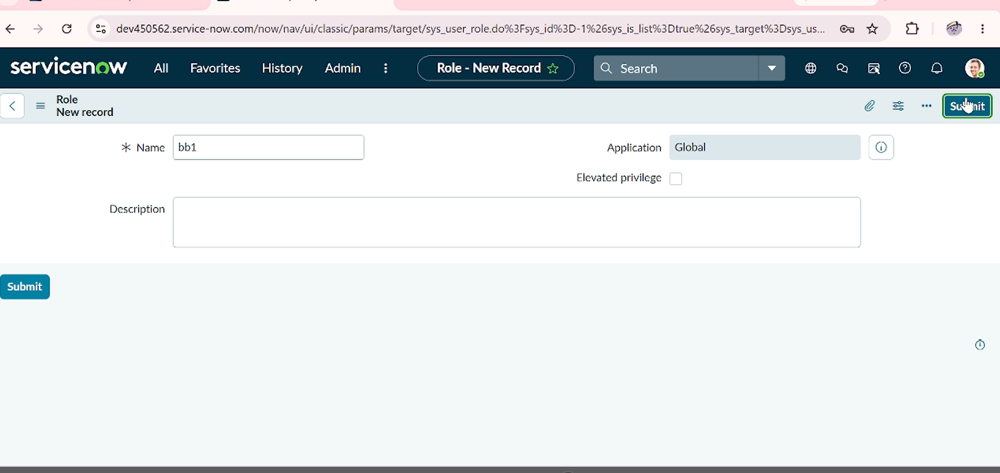 dev450562.service-now.com/now/nav/ui/classic/params/target/sys_user_role.do%3Fsys_id%3D-1%26sys_is_list%3Dtrue%26sys_target%3Dsys_us...
servicenow All Favorites History Admin Role - New Record Search
Role
New record
Submit
* Name bb1 Application Global
Elevated privilege
Description
Submit